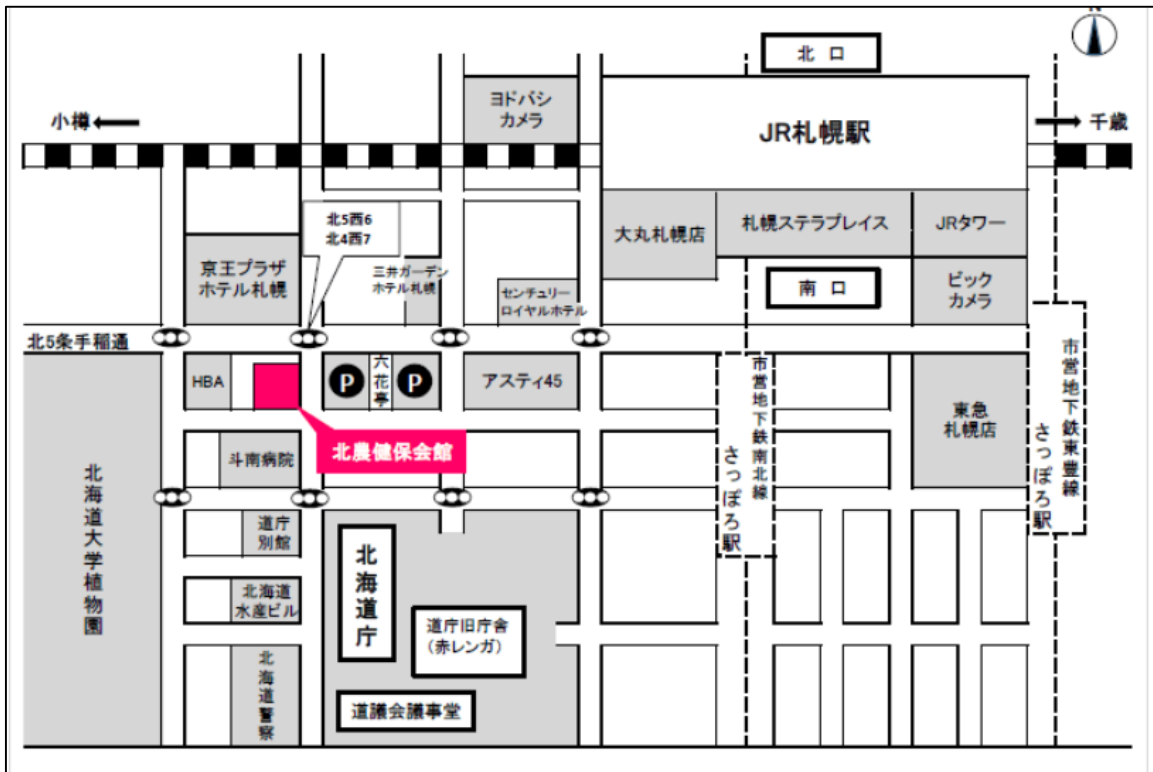 N
北 口
ヨドバシ
カメラ
小樽
JR札幌駅
千歳
北5西6
北4西7
大丸札幌店
札幌ステラプレイス
JRタワー
京王プラザ
ホテル札幌
三井ガーデン
ホテル札幌
センチュリー
ロイヤルホテル
南 口
ビック
カメラ
北5条手稲通
HBA
P
六花亭
P
アスティ45
市営地下鉄南北線
さっぽろ駅
東急
札幌店
市営地下鉄東豊線
さっぽろ駅
北農健保会館
斗南病院
北海道大学植物園
道庁
別館
北海道庁
北海道
水産ビル
道庁旧庁舎
(赤レンガ)
北海道警察
道議会議事堂